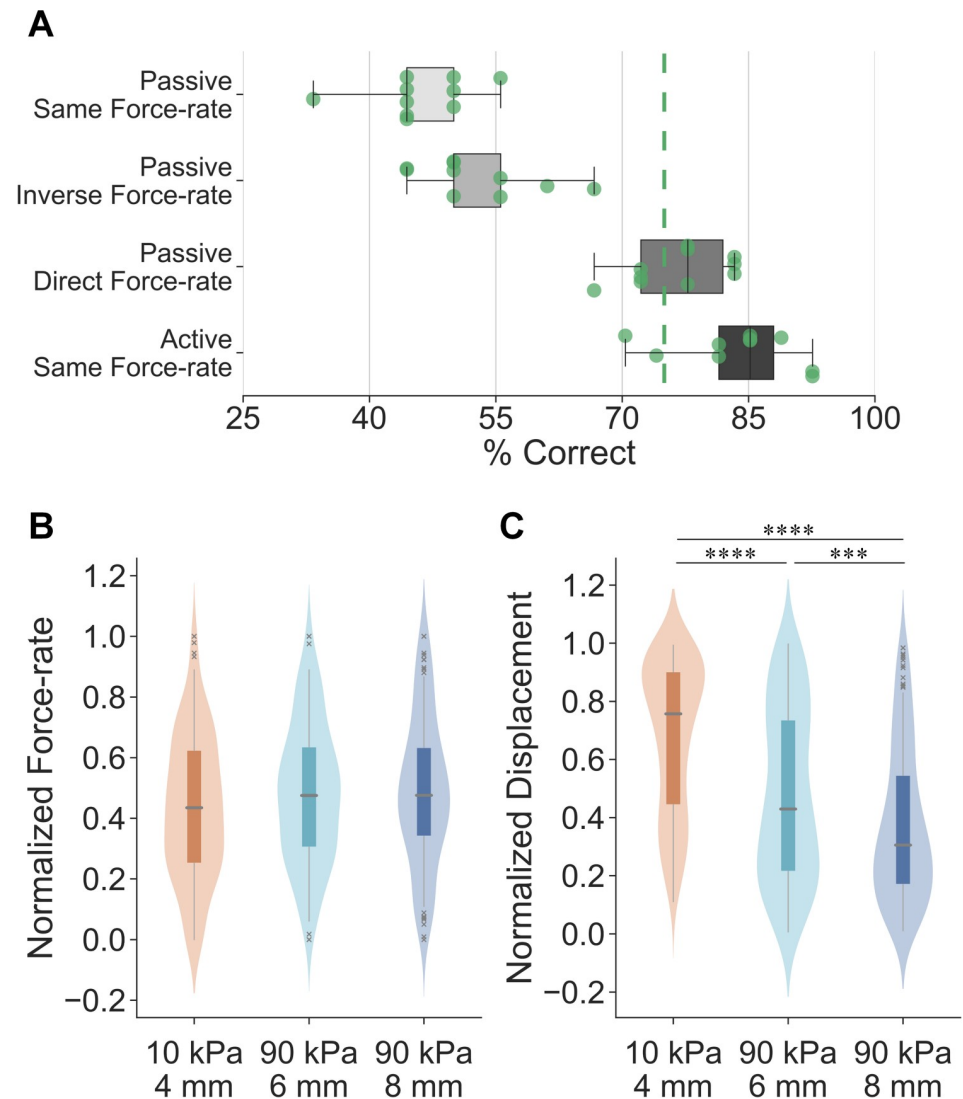 A
Passive
Same Force-rate
Passive
Inverse Force-rate
Passive
Direct Force-rate
Active
Same Force-rate
25 40 55 70 85 100
% Correct
B
Normalized Force-rate
1.2
1.0
0.8
0.6
0.4
0.2
0.0
−0.2
10 kPa 90 kPa 90 kPa
4 mm 6 mm 8 mm
C
****
**** ***
Normalized Displacement
1.2
1.0
0.8
0.6
0.4
0.2
0.0
−0.2
10 kPa 90 kPa 90 kPa
4 mm 6 mm 8 mm